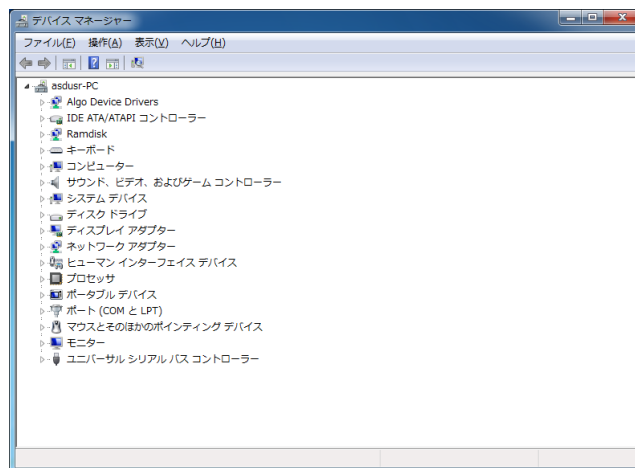 デバイス マネージャー
ファイル(F) 操作(A) 表示(V) ヘルプ(H)
asdusr-PC
Algo Device Drivers
IDE ATA/ATAPI コントローラー
Ramdisk
キーボード
コンピューター
サウンド、ビデオ、およびゲーム コントローラー
システム デバイス
ディスク ドライブ
ディスプレイ アダプター
ネットワーク アダプター
ヒューマン インターフェイス デバイス
プロセッサ
ポータブル デバイス
ポート (COM と LPT)
マウスとそのほかのポインティング デバイス
モニター
ユニバーサル シリアル バス コントローラー